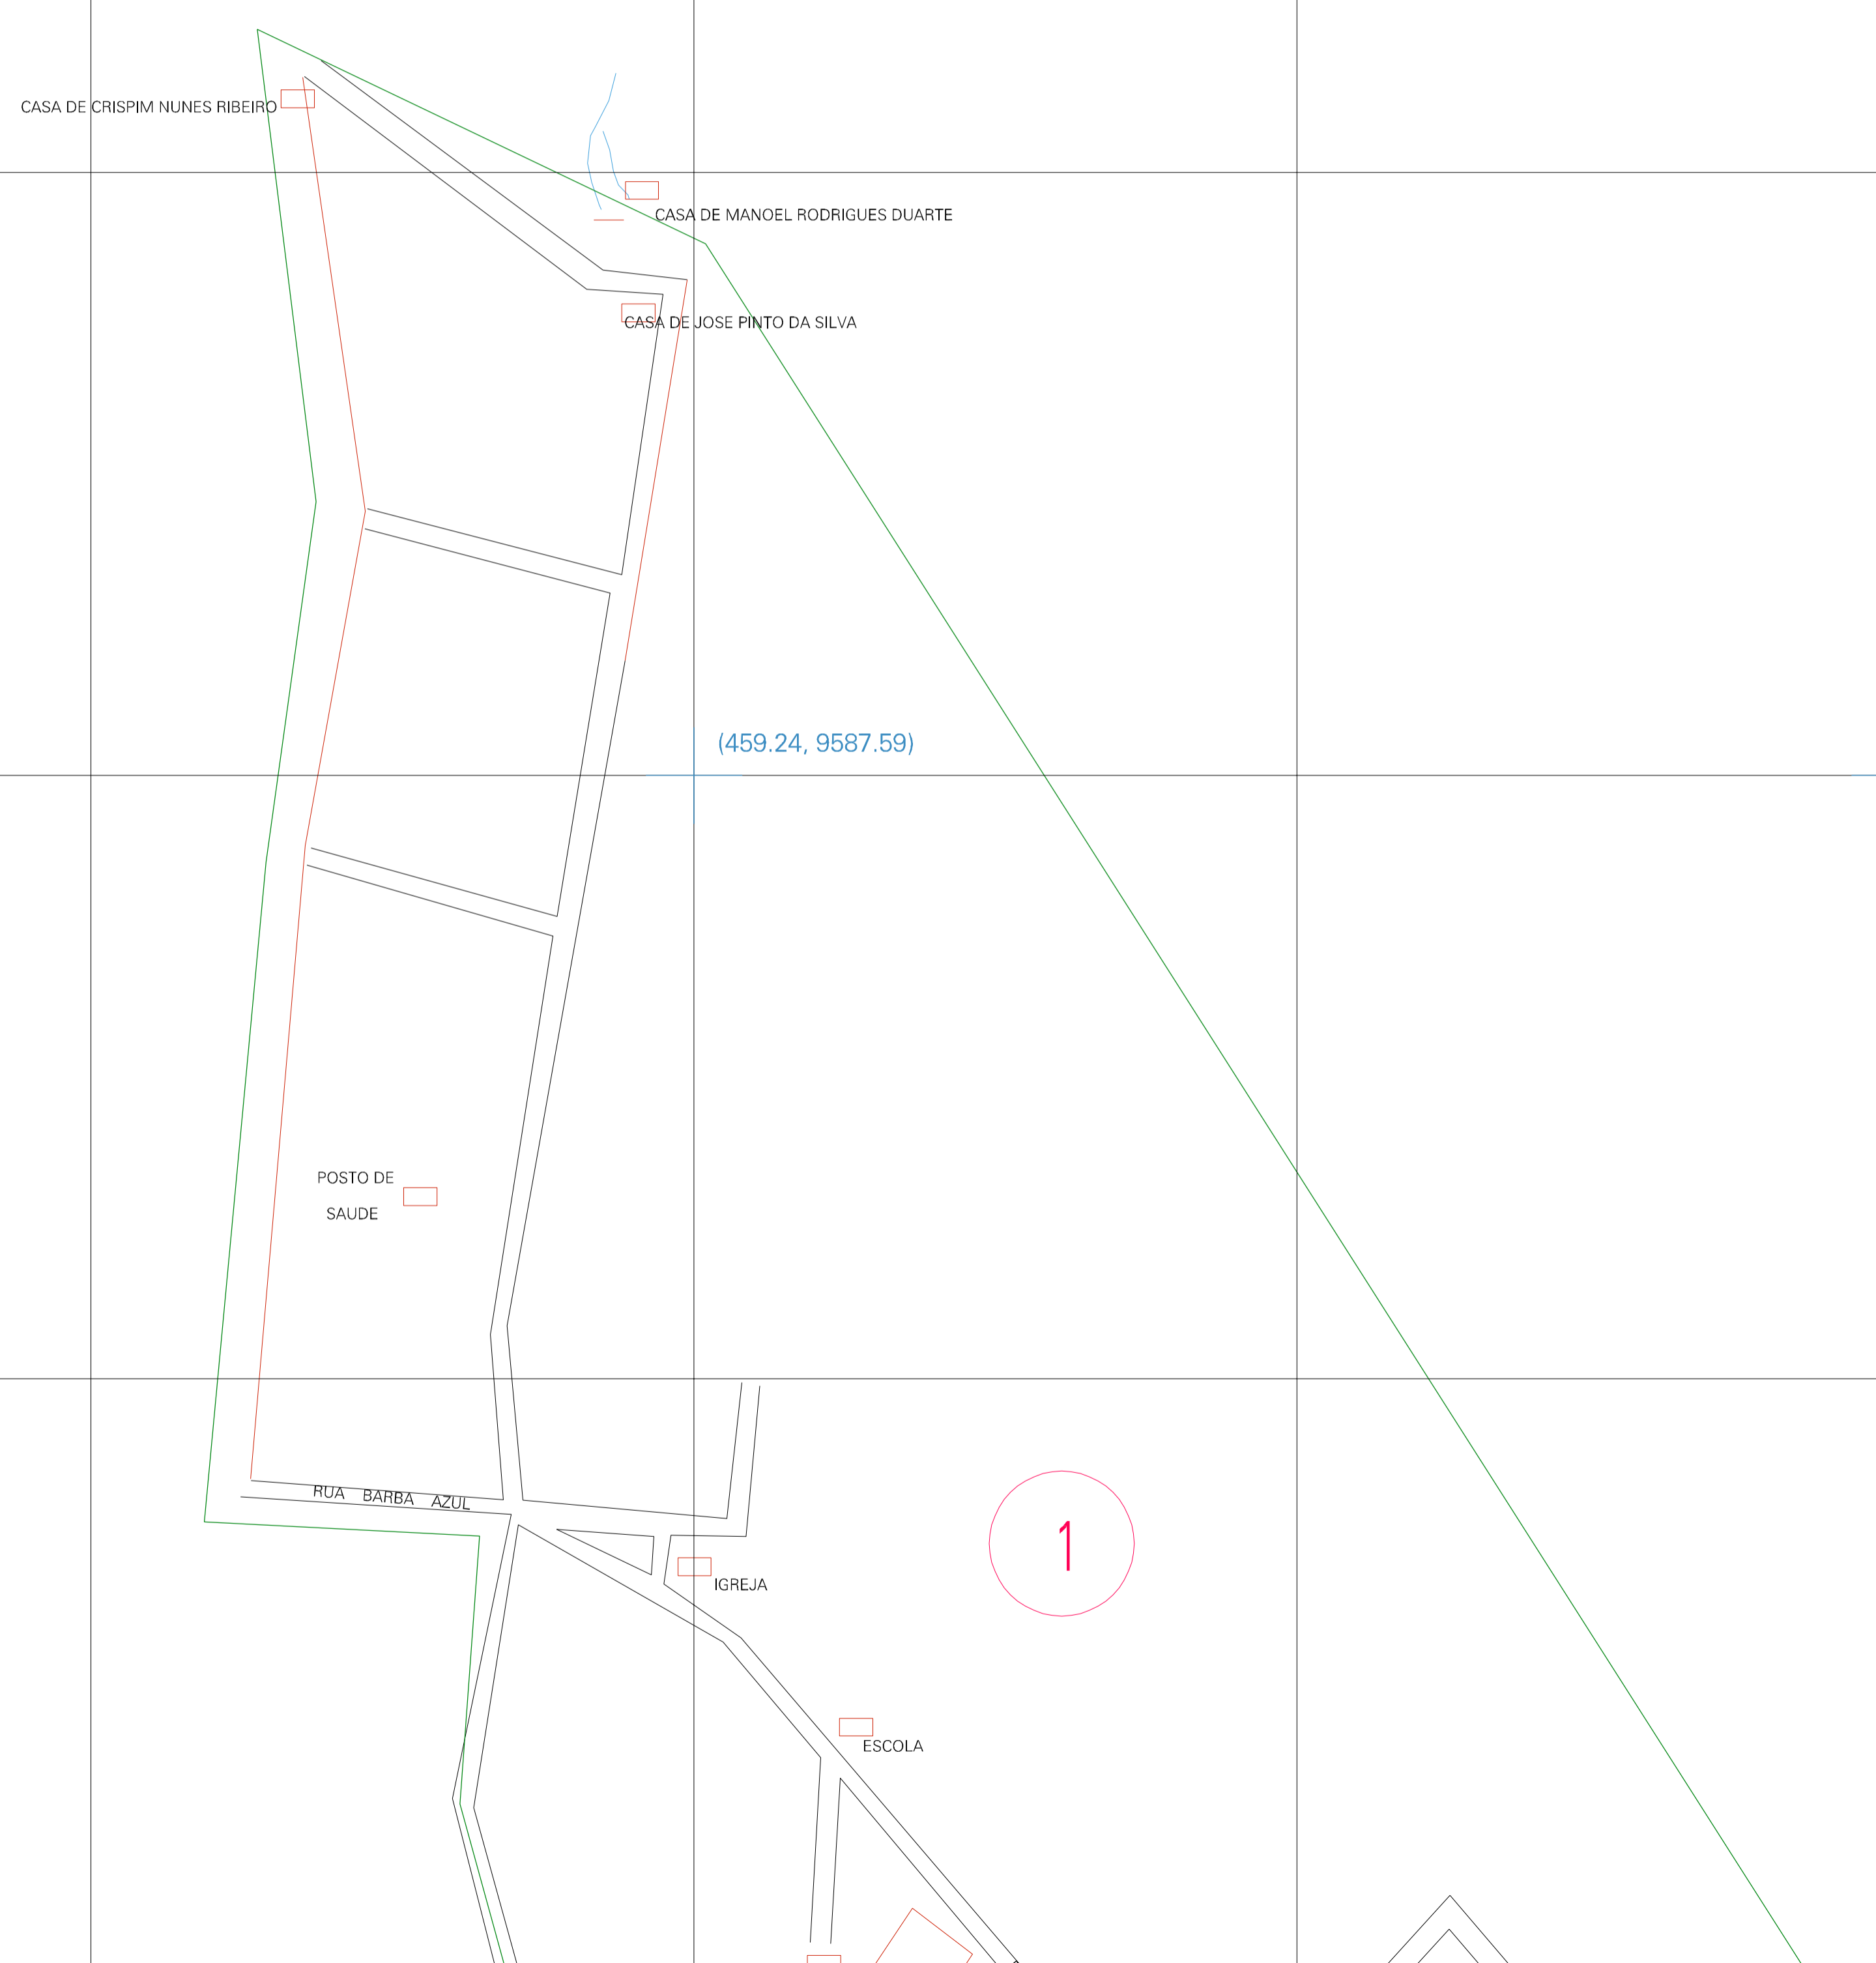 CASA DE CRISPIM NUNES RIBEIRO
CASA DE MANOEL RODRIGUES DUARTE
CASA DE JOSE PINTO DA SILVA
(459.24, 9587.59)
POSTO DE
SAUDE
RUA BARBA AZUL
1
IGREJA
ESCOLA